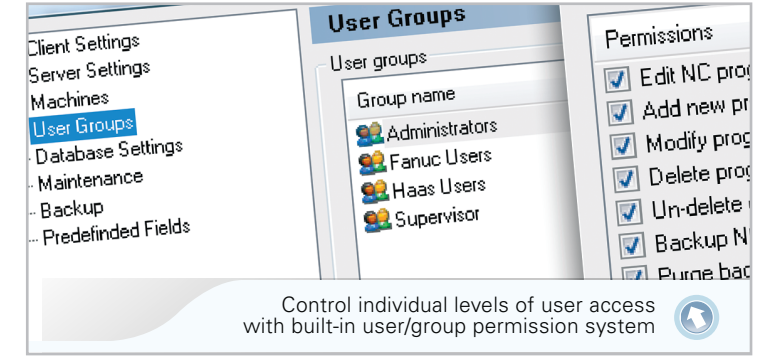 Client Settings
Server Settings
Machines
User Groups
Database Settings
Maintenance
Backup
Predefinded Fields
User Groups
User groups
Group name
Administrators
Fanuc Users
Haas Users
Supervisor
Permissions
Edit NC
Add new
Modify
Delete
Un-delete
Backup
Purge
Control individual levels of user access
with built-in user/group permission system